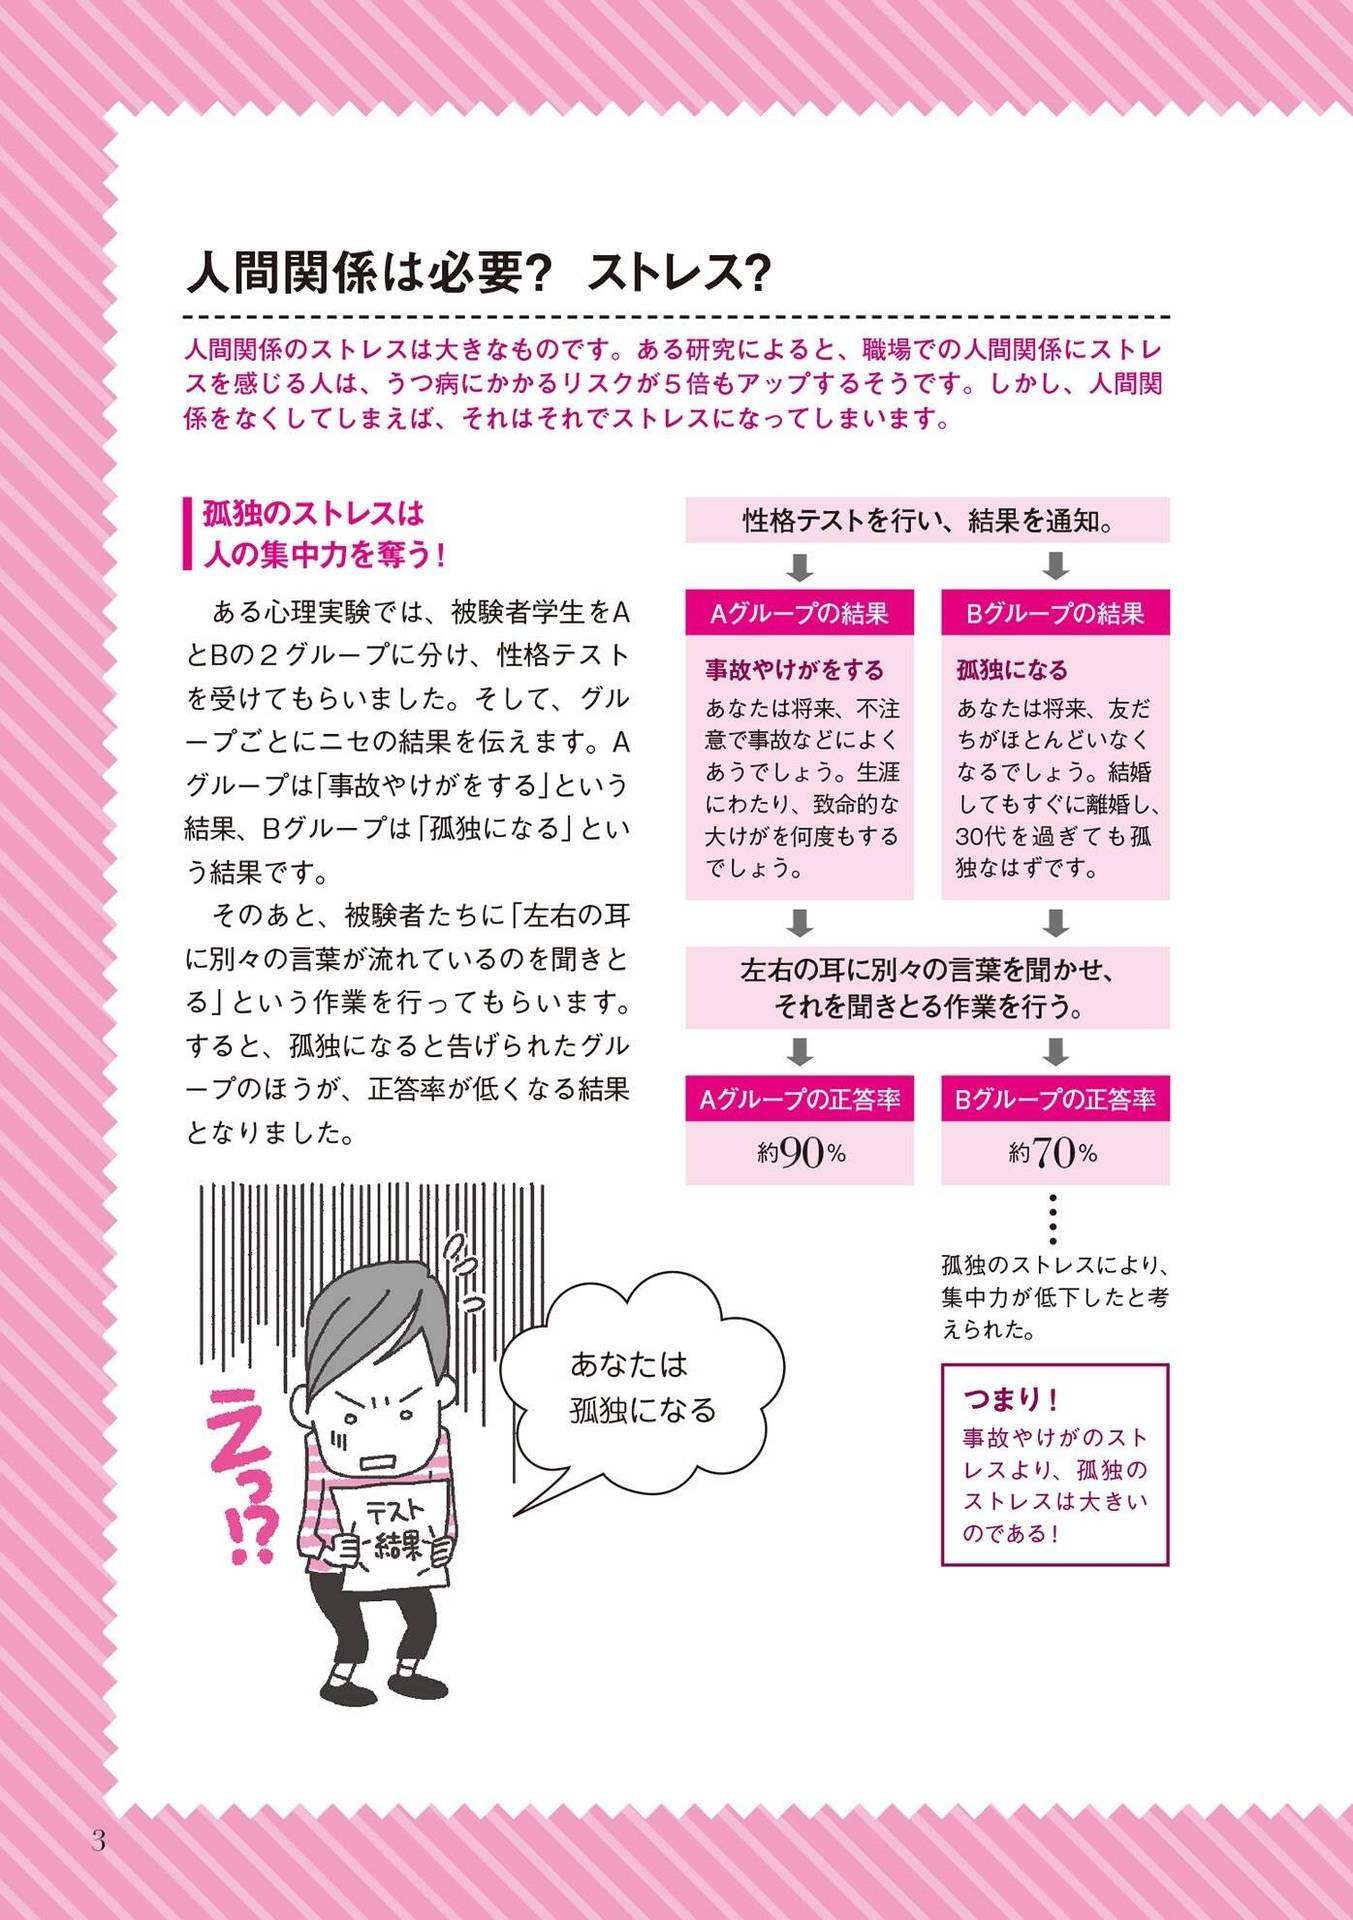 人間関係は必要？　ストレス？
人間関係のストレスは大きなものです。ある研究によると、職場での人間関係にストレ
スを感じる人は、うつ病にかかるリスクが５倍もアップするそうです。しかし、人間関
係をなくしてしまえば、それはそれでストレスになってしまいます。
孤独のストレスは
人の集中力を奪う！
　ある心理実験では、被験者学生をA
とBの２グループに分け、性格テスト
を受けてもらいました。そして、グル
ープごとにニセの結果を伝えます。A
グループは「事故やけがをする」という
結果、Bグループは「孤独になる」とい
う結果です。
　そのあと、被験者たちに「左右の耳
に別々の言葉が流れているのを聞きと
る」という作業を行ってもらいます。
すると、孤独になると告げられたグル
ープのほうが、正答率が低くなる結果
となりました。
性格テストを行い、結果を通知。
Aグループの結果
事故やけがをする
あなたは将来、不注
意で事故などによく
あうでしょう。生涯
にわたり、致命的な
大けがを何度もする
でしょう。
Bグループの結果
孤独になる
あなたは将来、友だ
ちがほとんどいなく
なるでしょう。結婚
してもすぐに離婚し、
30代を過ぎても孤
独なはずです。
左右の耳に別々の言葉を聞かせ、
それを聞きとる作業を行う。
Aグループの正答率
約90％
Bグループの正答率
約70％
孤独のストレスにより、
集中力が低下したと考
えられた。
つまり！
事故やけがのスト
レスより、孤独の
ストレスは大きい
のである！
えっ!?
テスト
結果
あなたは
孤独になる
3